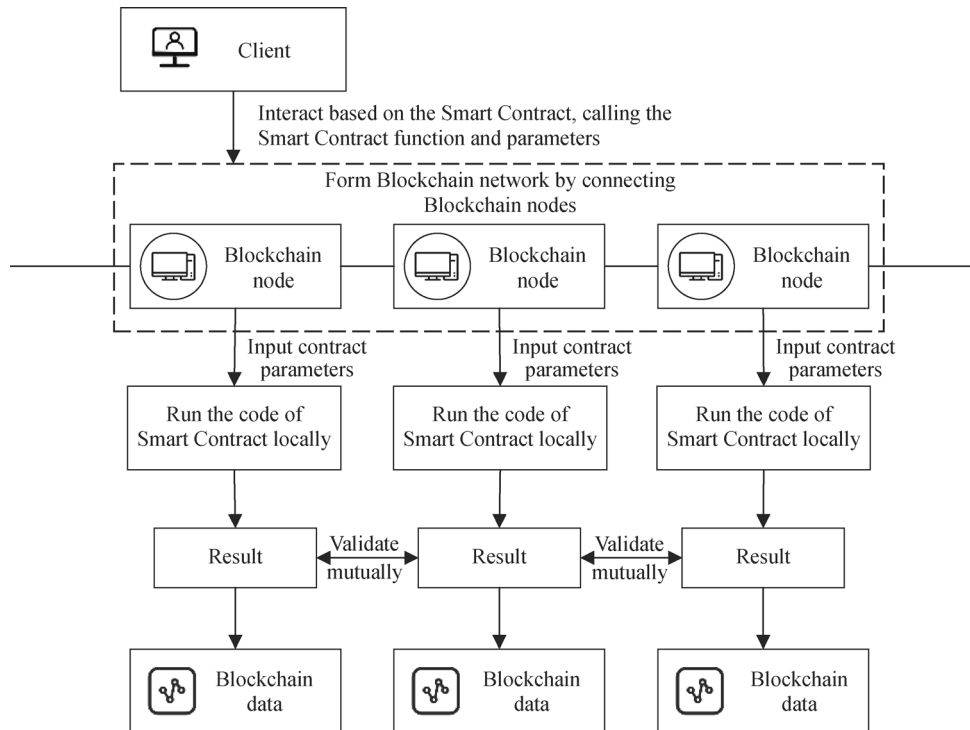 Client
Interact based on the Smart Contract, calling the
Smart Contract function and parameters
Form Blockchain network by connecting
Blockchain nodes
Blockchain
node
Blockchain
node
Blockchain
node
Input contract
parameters
Input contract
parameters
Input contract
parameters
Run the code of
Smart Contract locally
Run the code of
Smart Contract locally
Run the code of
Smart Contract locally
Result
Validate
mutually
Result
Validate
mutually
Result
Blockchain
data
Blockchain
data
Blockchain
data